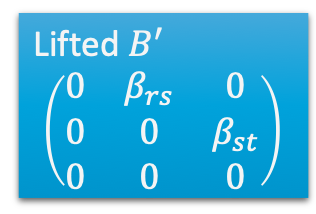 Lifted B′
0 β_rs 0
0 0 β_st
0 0 0